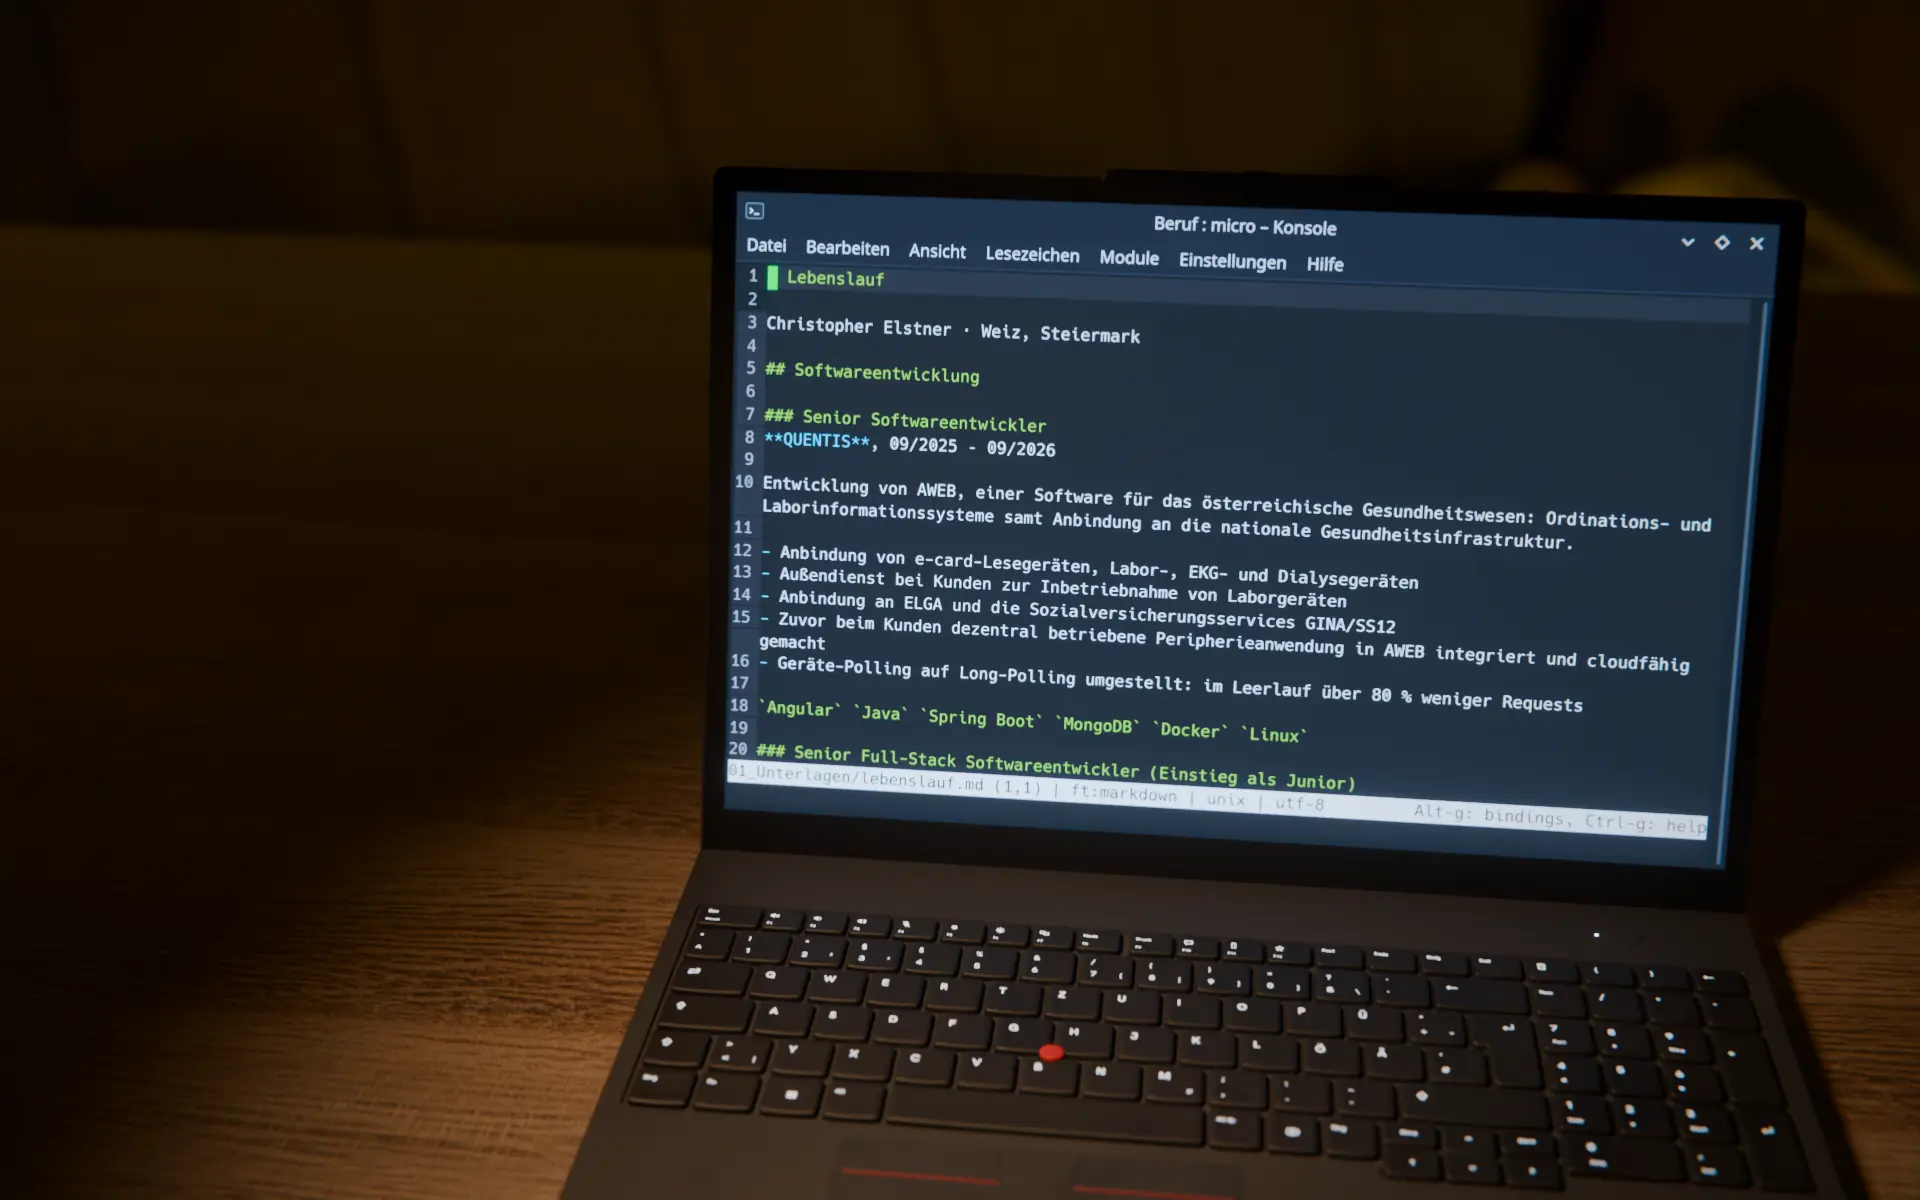 Beruf : micro – Konsole
Datei Bearbeiten Ansicht Lesezeichen Module Einstellungen Hilfe
1 Lebenslauf
2
3 Christopher Elstner · Weiz, Steiermark
4
5 ## Softwareentwicklung
6
7 ### Senior Softwareentwickler
8 **QUENTIS**, 09/2025 - 09/2026
9
10 Entwicklung von AWEB, einer Software für das österreichische Gesundheitswesen: Ordinations- und
Laborinformationssysteme samt Anbindung an die nationale Gesundheitsinfrastruktur.
11
12 - Anbindung von e-card-Lesegeräten, Labor-, EKG- und Dialysegeräten
13 - Außendienst bei Kunden zur Inbetriebnahme von Laborgeräten
14 - Anbindung an ELGA und die Sozialversicherungsservices GINA/SS12
15 - Zuvor beim Kunden dezentral betriebene Peripherieanwendung in AWEB integriert und cloudfähig
gemacht
16 - Geräte-Polling auf Long-Polling umgestellt: im Leerlauf über 80 % weniger Requests
17
18 `Angular` `Java` `Spring Boot` `MongoDB` `Docker` `Linux`
19
20 ### Senior Full-Stack Softwareentwickler (Einstieg als Junior)
01_Unterlagen/lebenslauf.md (1,1) | ft:markdown | unix | utf-8 Alt-g: bindings, Ctrl-g: help
Q W E R T Z U I O P Ü
A S D F G H J K L Ö Ä
Y X C V B N M